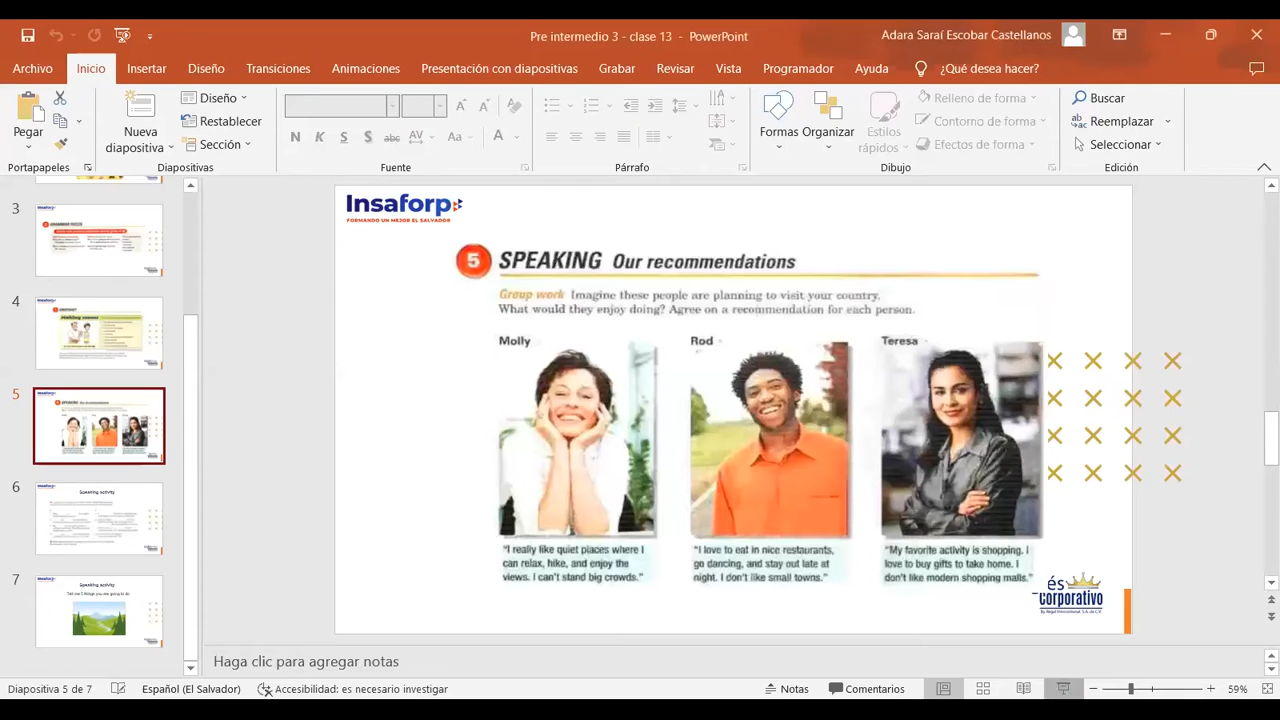 Pre intermedio 3 - clase 13 - PowerPoint
Adara Saraí Escobar Castellanos
Archivo Inicio Insertar Diseño Transiciones Animaciones Presentación con diapositivas Grabar Revisar Vista Programador Ayuda ¿Qué desea hacer?
Pegar
Nueva diapositiva
Diseño
Restablecer
Sección
N K S S abc AV Aa A
Formas
Organizar
Estilos rápidos
Relleno de forma
Contorno de forma
Efectos de forma
Buscar
Reemplazar
Seleccionar
Portapapeles Diapositivas Fuente Párrafo Dibujo Edición
3
4
5
6
Speaking activity
7
Speaking activity
Insaforp
FORMANDO UN MEJOR EL SALVADOR
5 SPEAKING Our recommendations
Group work Imagine these people are planning to visit your country.
What would they enjoy doing? Agree on a recommendation for each person.
Molly Rod Teresa
"I really like quiet places where I
can relax, hike, and enjoy the
views. I can't stand big crowds."
"I love to eat in nice restaurants,
go dancing, and stay out late at
night. I don't like small towns."
"My favorite activity is shopping. I
love to buy gifts to take home. I
don't like modern shopping malls."
és
corporativo
Haga clic para agregar notas
Diapositiva 5 de 7 Español (El Salvador) Accesibilidad: es necesario investigar Notas Comentarios 59%